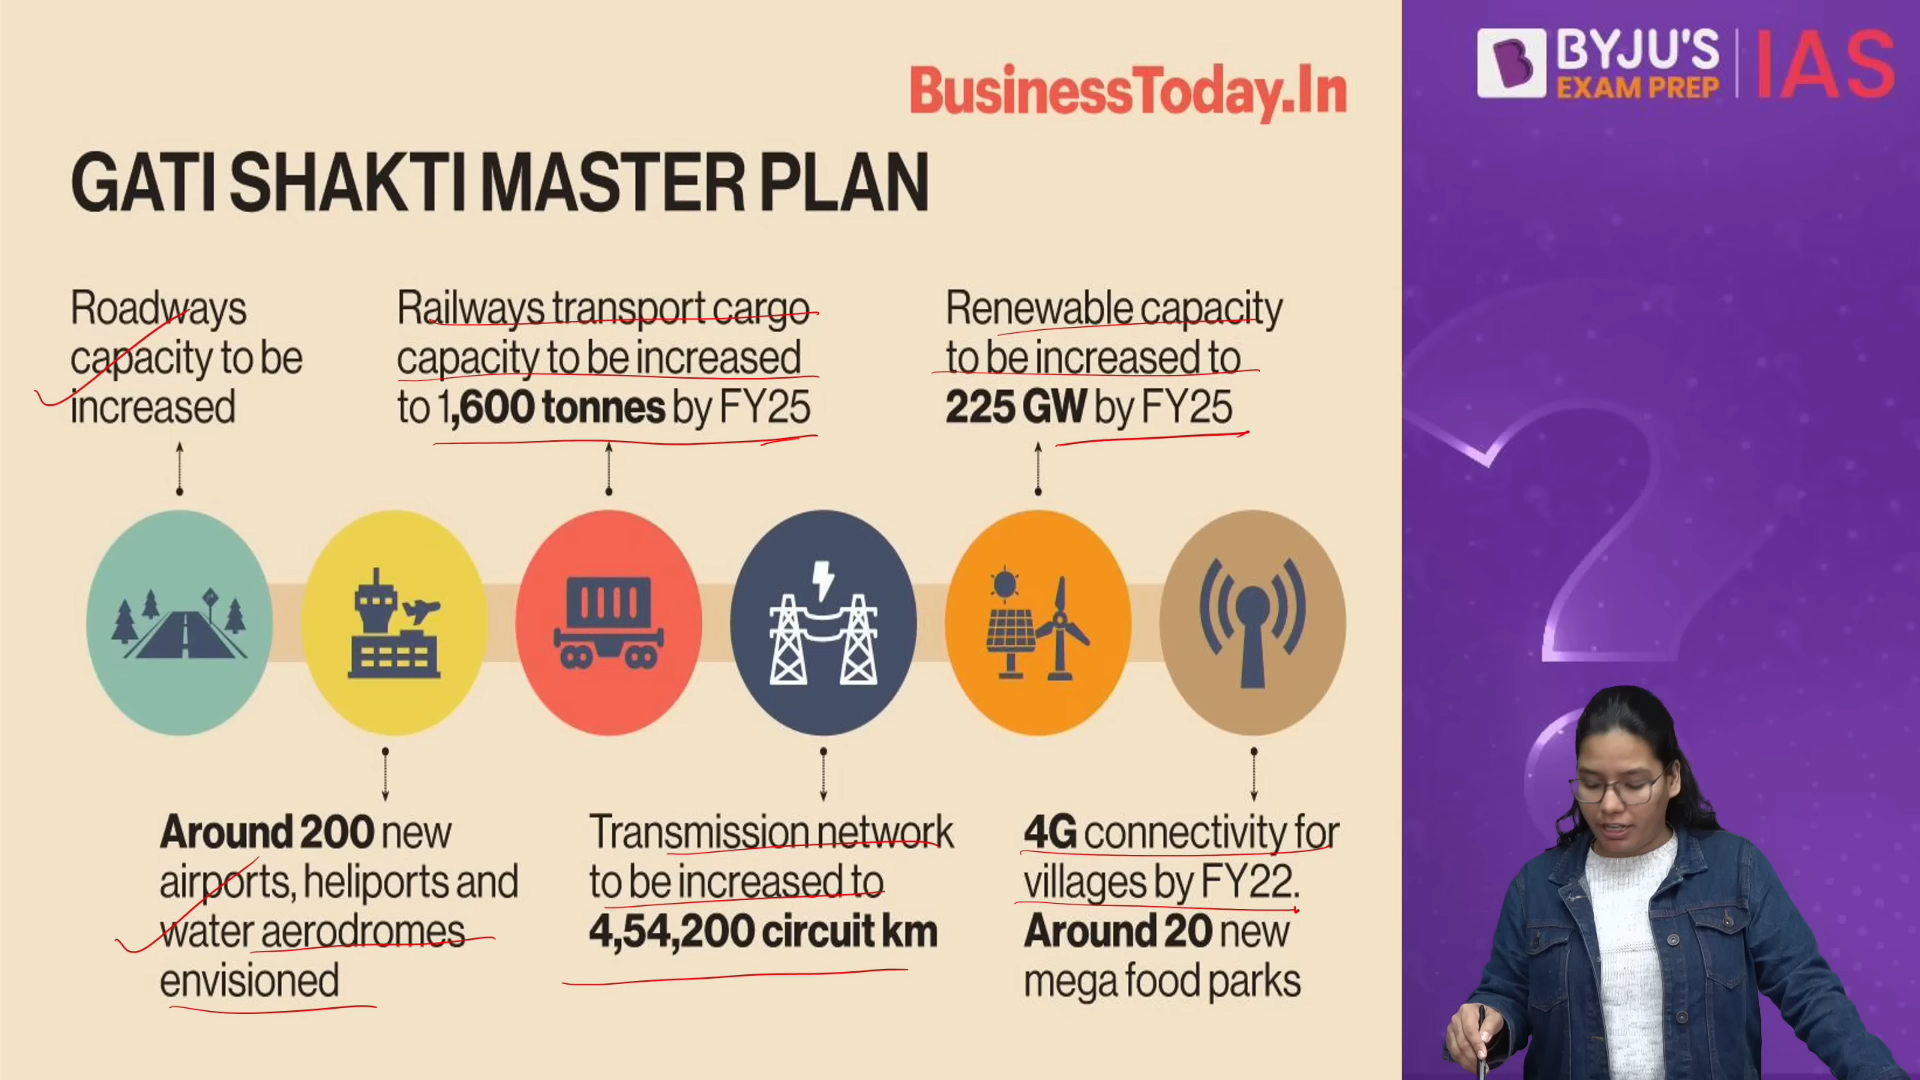 BusinessToday.In
BYJU'S
EXAM PREP
IAS
GATI SHAKTI MASTER PLAN
Roadways
capacity to be
increased
Railways transport cargo
capacity to be increased
to 1,600 tonnes by FY25
Renewable capacity
to be increased to
225 GW by FY25
Around 200 new
airports, heliports and
water aerodromes
envisioned
Transmission network
to be increased to
4,54,200 circuit km
4G connectivity for
villages by FY22.
Around 20 new
mega food parks